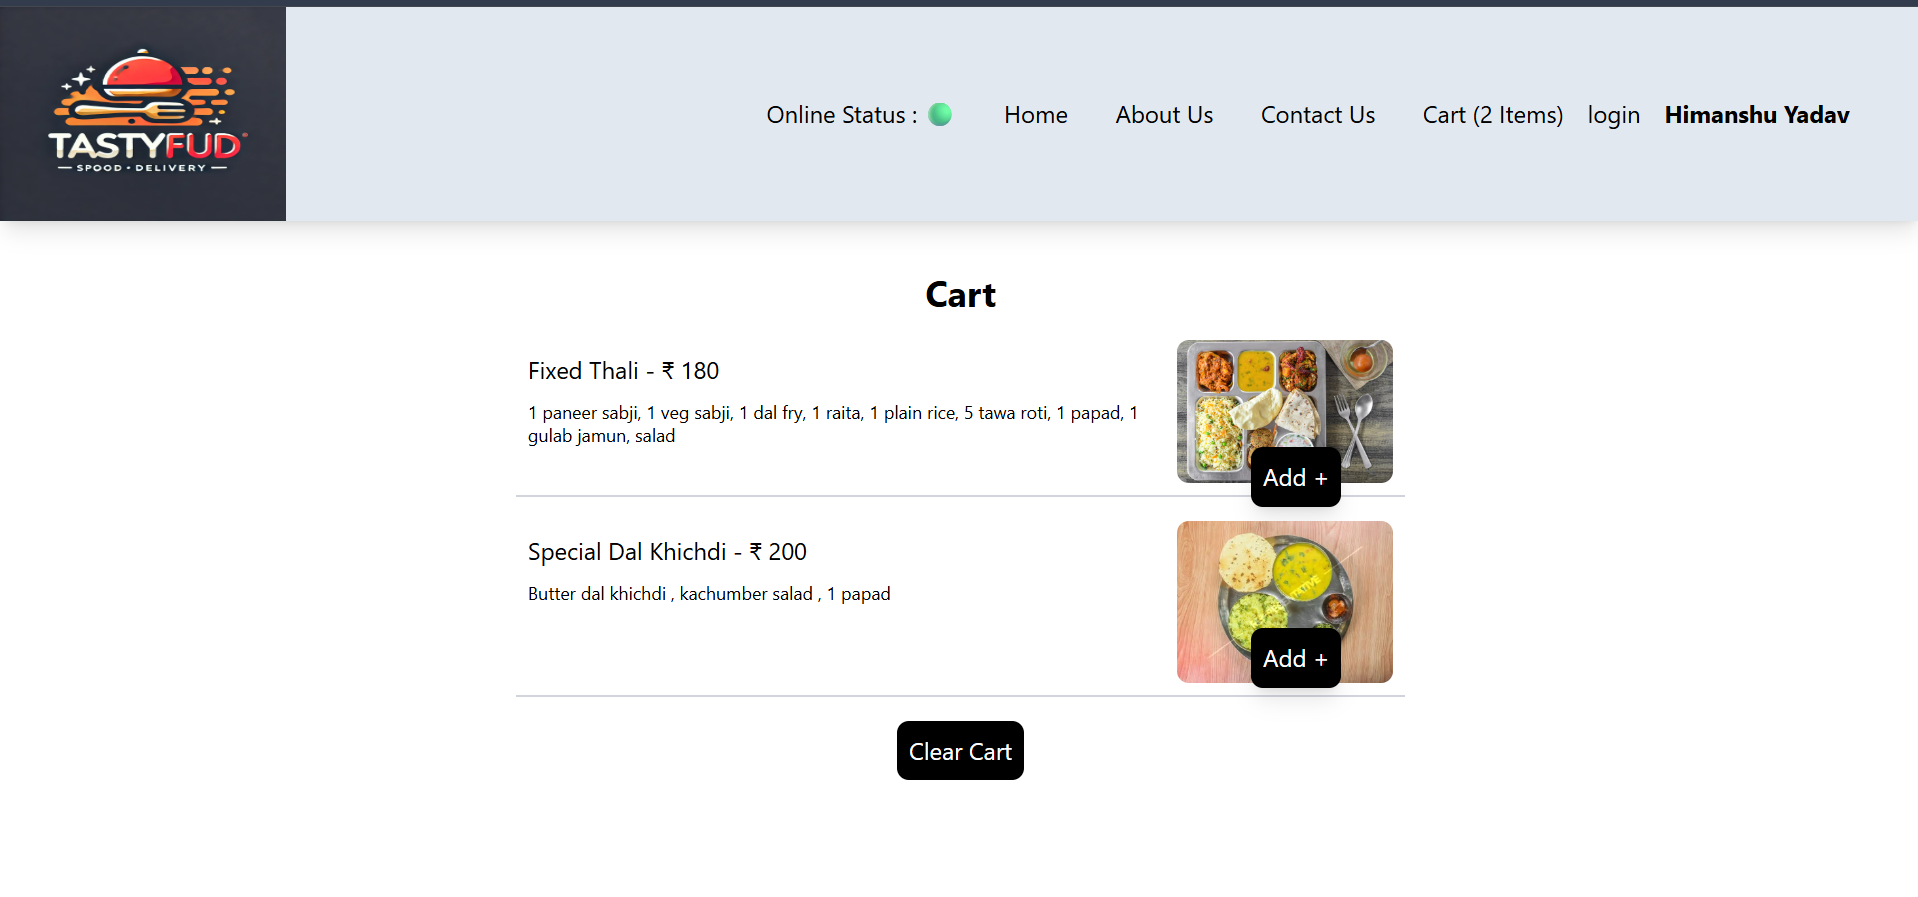 TASTYFUD
SPOOD • DELIVERY
Online Status :
Home
About Us
Contact Us
Cart (2 Items)
login
Himanshu Yadav
Cart
Fixed Thali - ₹ 180
1 paneer sabji, 1 veg sabji, 1 dal fry, 1 raita, 1 plain rice, 5 tawa roti, 1 papad, 1
gulab jamun, salad
Add +
Special Dal Khichdi - ₹ 200
Butter dal khichdi , kachumber salad , 1 papad
Add +
Clear Cart